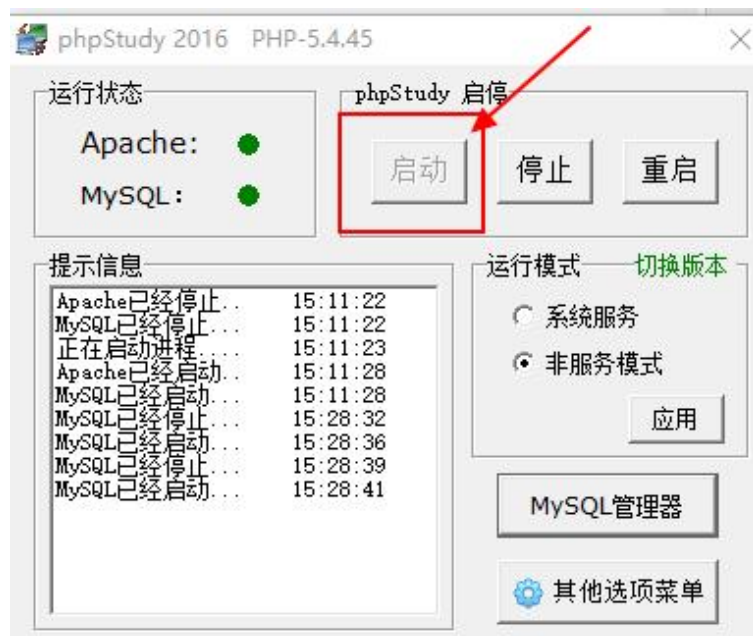 phpStudy 2016 PHP-5.4.45
运行状态
Apache:
MySQL:
phpStudy 启停
启动 停止 重启
提示信息
Apache已经停止.. 15:11:22
MySQL已经停止... 15:11:22
正在启动进程.... 15:11:23
Apache已经启动.. 15:11:28
MySQL已经启动... 15:11:28
MySQL已经停止... 15:28:32
MySQL已经启动... 15:28:36
MySQL已经停止... 15:28:39
MySQL已经启动... 15:28:41
运行模式 切换版本
系统服务
非服务模式
应用
MySQL管理器
其他选项菜单